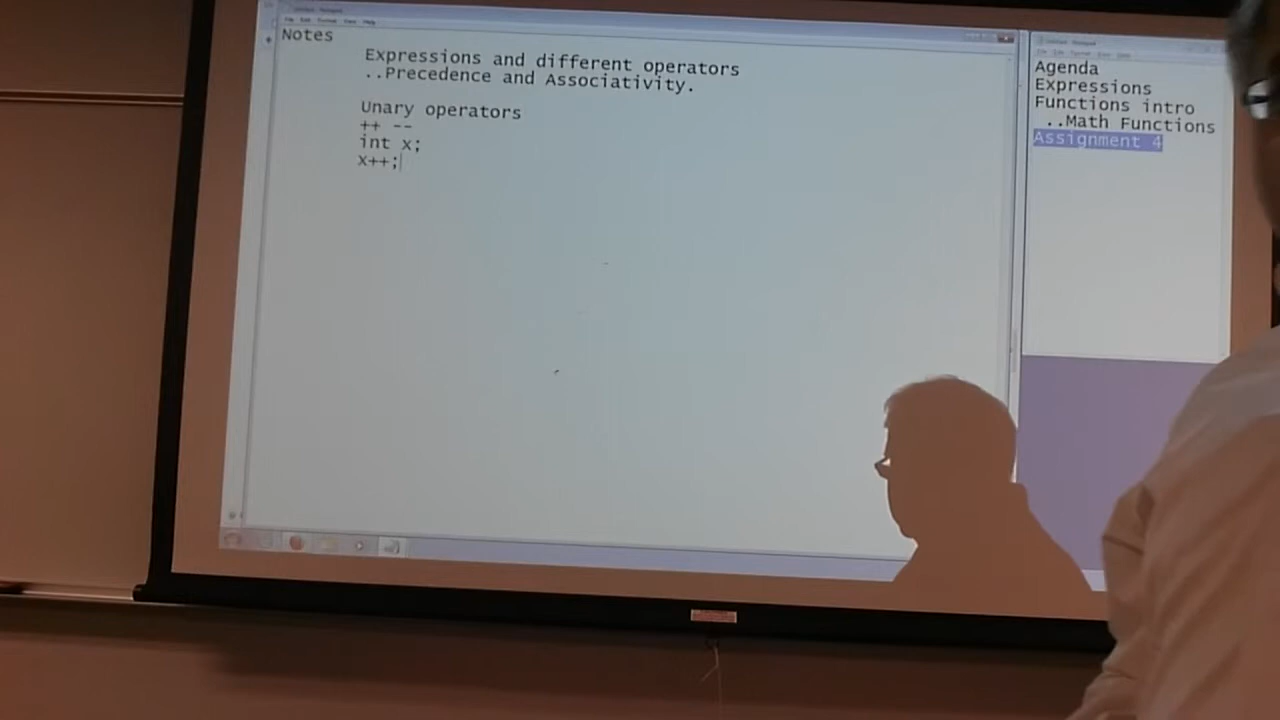 Notes
Expressions and different operators
..Precedence and Associativity.
Unary operators
++ --
int x;
x++;
Agenda
Expressions
Functions intro
..Math Functions
Assignment 4